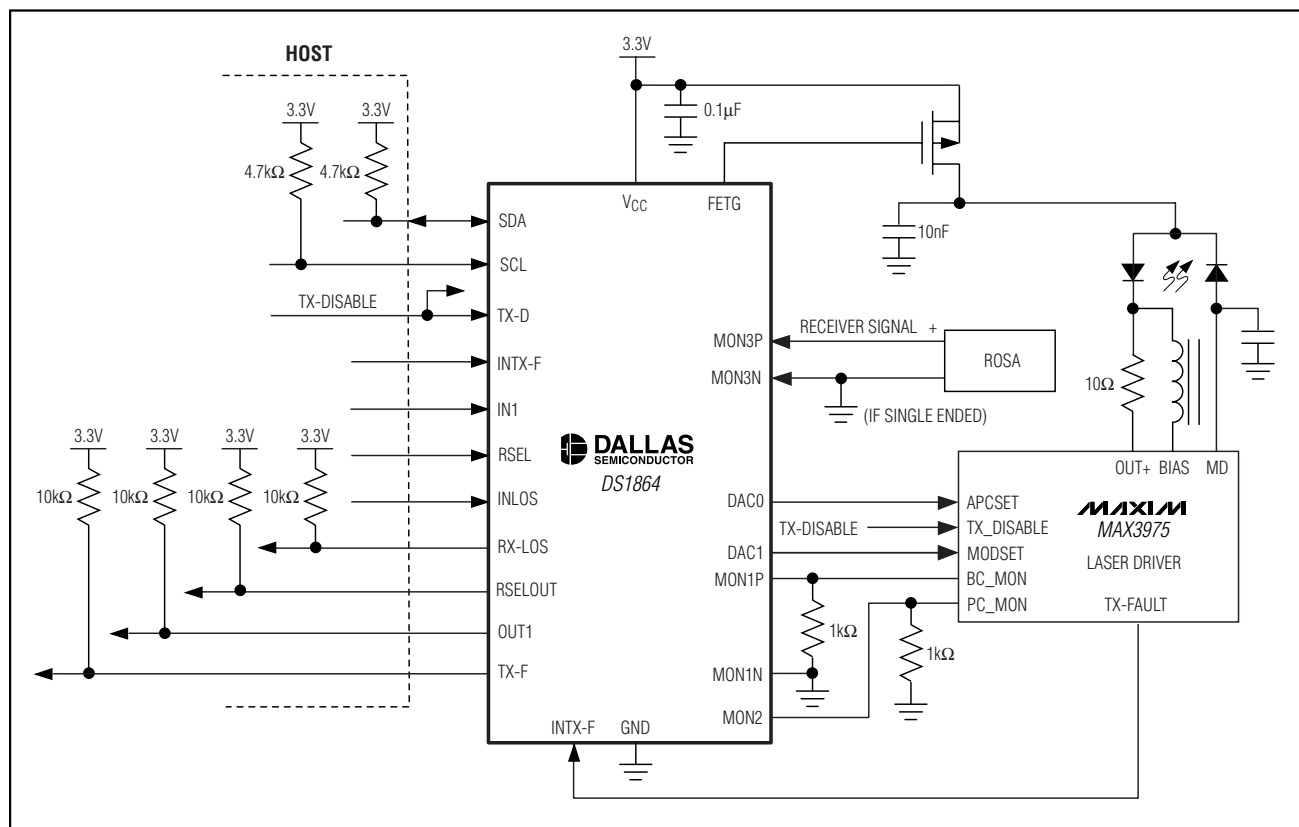 3.3V
HOST
0.1µF
3.3V
3.3V
4.7kΩ
4.7kΩ
VCC
FETG
SDA
10nF
SCL
TX-DISABLE
TX-D
RECEIVER SIGNAL +
MON3P
ROSA
INTX-F
MON3N
10Ω
(IF SINGLE ENDED)
IN1
3.3V
3.3V
3.3V
3.3V
DALLAS
SEMICONDUCTOR
DS1864
RSEL
OUT+ BIAS MD
10kΩ
10kΩ
10kΩ
10kΩ
INLOS
DAC0
APCSET
MAXIM
MAX3975
TX-DISABLE
TX_DISABLE
RX-LOS
DAC1
MODSET
LASER DRIVER
MON1P
BC_MON
RSELOUT
PC_MON
TX-FAULT
OUT1
1kΩ
1kΩ
TX-F
MON1N
MON2
INTX-F
GND